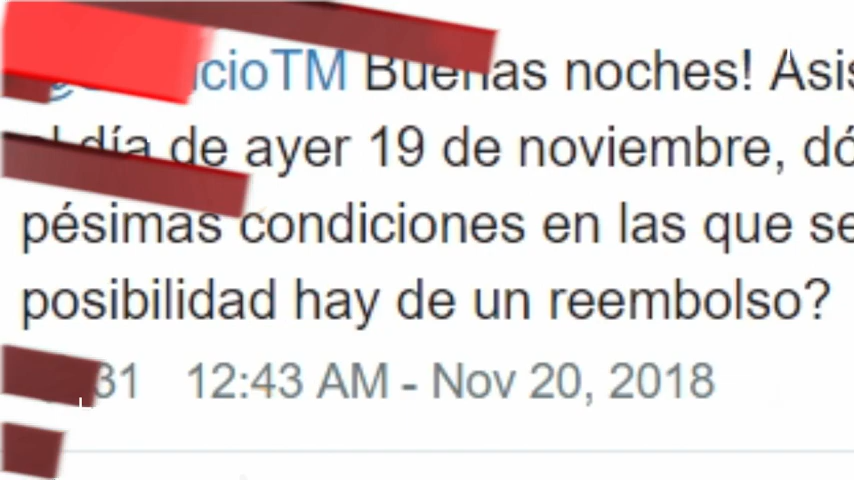 cioTM Buenas noches! Asis
el día de ayer 19 de noviembre, dó
pésimas condiciones en las que se
posibilidad hay de un reembolso?
31 12:43 AM - Nov 20, 2018